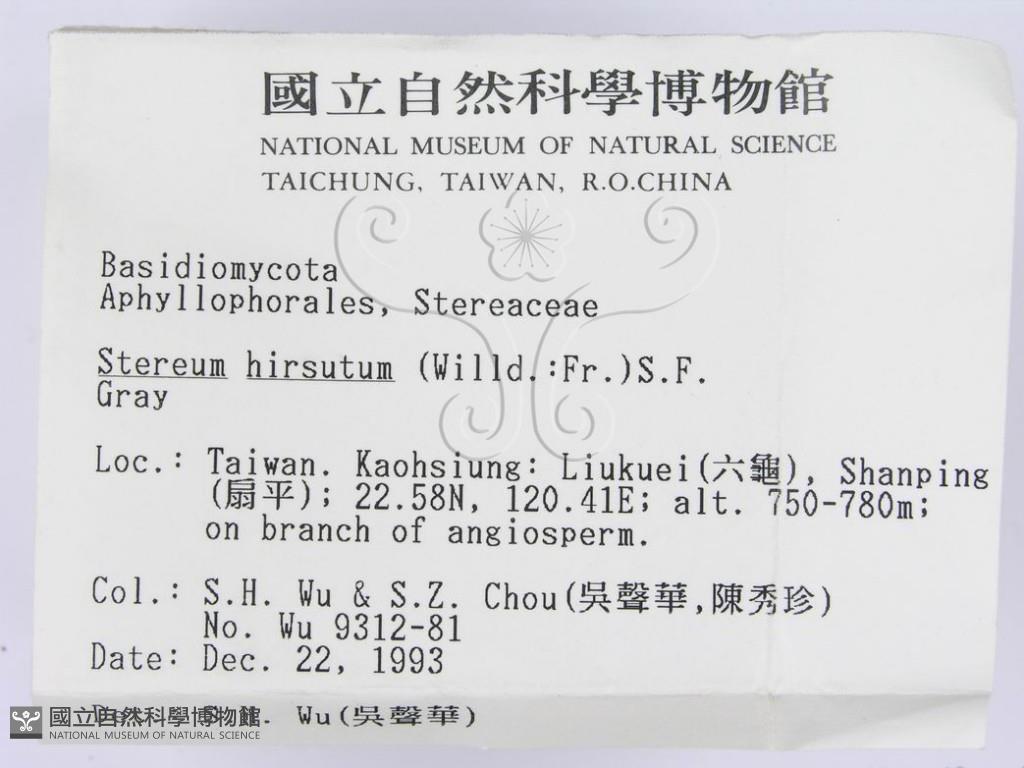 國立自然科學博物館
NATIONAL MUSEUM OF NATURAL SCIENCE
TAICHUNG, TAIWAN, R.O.CHINA
Basidiomycota
Aphyllophorales, Stereaceae
Stereum hirsutum (Willd.:Fr.)S.F.
Gray
Loc.: Taiwan. Kaohsiung: Liukuei(六龜), Shanping
(扇平); 22.58N, 120.41E; alt. 750-780m;
on branch of angiosperm.
Col.: S.H. Wu & S.Z. Chou(吳聲華,陳秀珍)
No. Wu 9312-81
Date: Dec. 22, 1993
Wu(吳聲華)
國立自然科學博物館
NATIONAL MUSEUM OF NATURAL SCIENCE